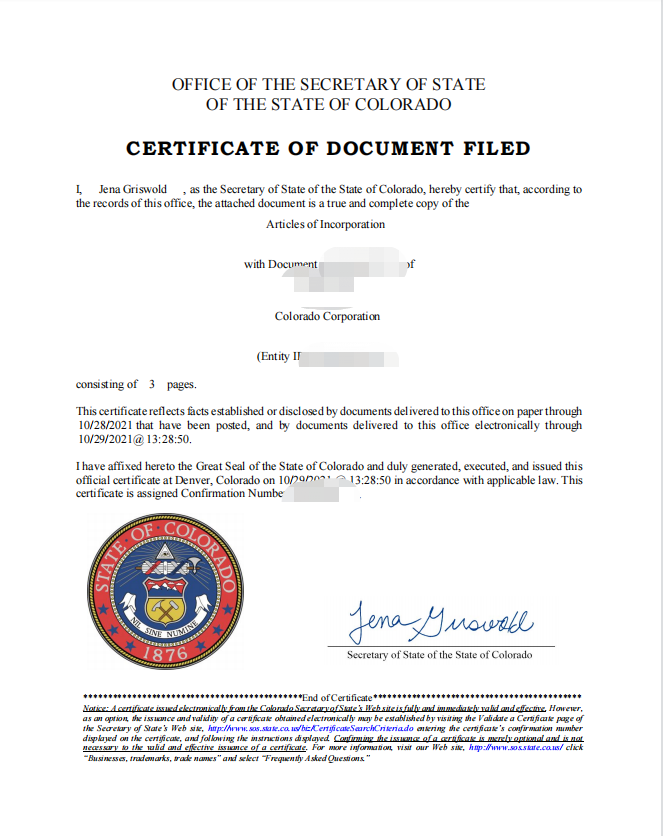 OFFICE OF THE SECRETARY OF STATE
OF THE STATE OF COLORADO
CERTIFICATE OF DOCUMENT FILED
I, Jena Griswold , as the Secretary of State of the State of Colorado, hereby certify that, according to
the records of this office, the attached document is a true and complete copy of the
Articles of Incorporation
with Document of
Colorado Corporation
(Entity I
consisting of 3 pages.
This certificate reflects facts established or disclosed by documents delivered to this office on paper through
10/28/2021 that have been posted, and by documents delivered to this office electronically through
10/29/2021@ 13:28:50.
I have affixed hereto the Great Seal of the State of Colorado and duly generated, executed, and issued this
official certificate at Denver, Colorado on 10/29/2021 @ 13:28:50 in accordance with applicable law. This
certificate is assigned Confirmation Numbe .
STATE OF COLORADO
NIL SINE NUMINE
1876
Jena Griswold
Secretary of State of the State of Colorado
*********************************************End of Certificate*******************************************
Notice: A certificate issued electronically from the Colorado Secretary of State's Web site is fully and immediately valid and effective. However,
as an option, the issuance and validity of a certificate obtained electronically may be established by visiting the Validate a Certificate page of
the Secretary of State's Web site, http://www.sos.state.co.us/biz/CertificateSearchCriteria.do entering the certificate's confirmation number
displayed on the certificate, and following the instructions displayed. Confirming the issuance of a certificate is merely optional and is not
necessary to the valid and effective issuance of a certificate. For more information, visit our Web site, http://www.sos.state.co.us/ click
"Businesses, trademarks, trade names" and select "Frequently Asked Questions."